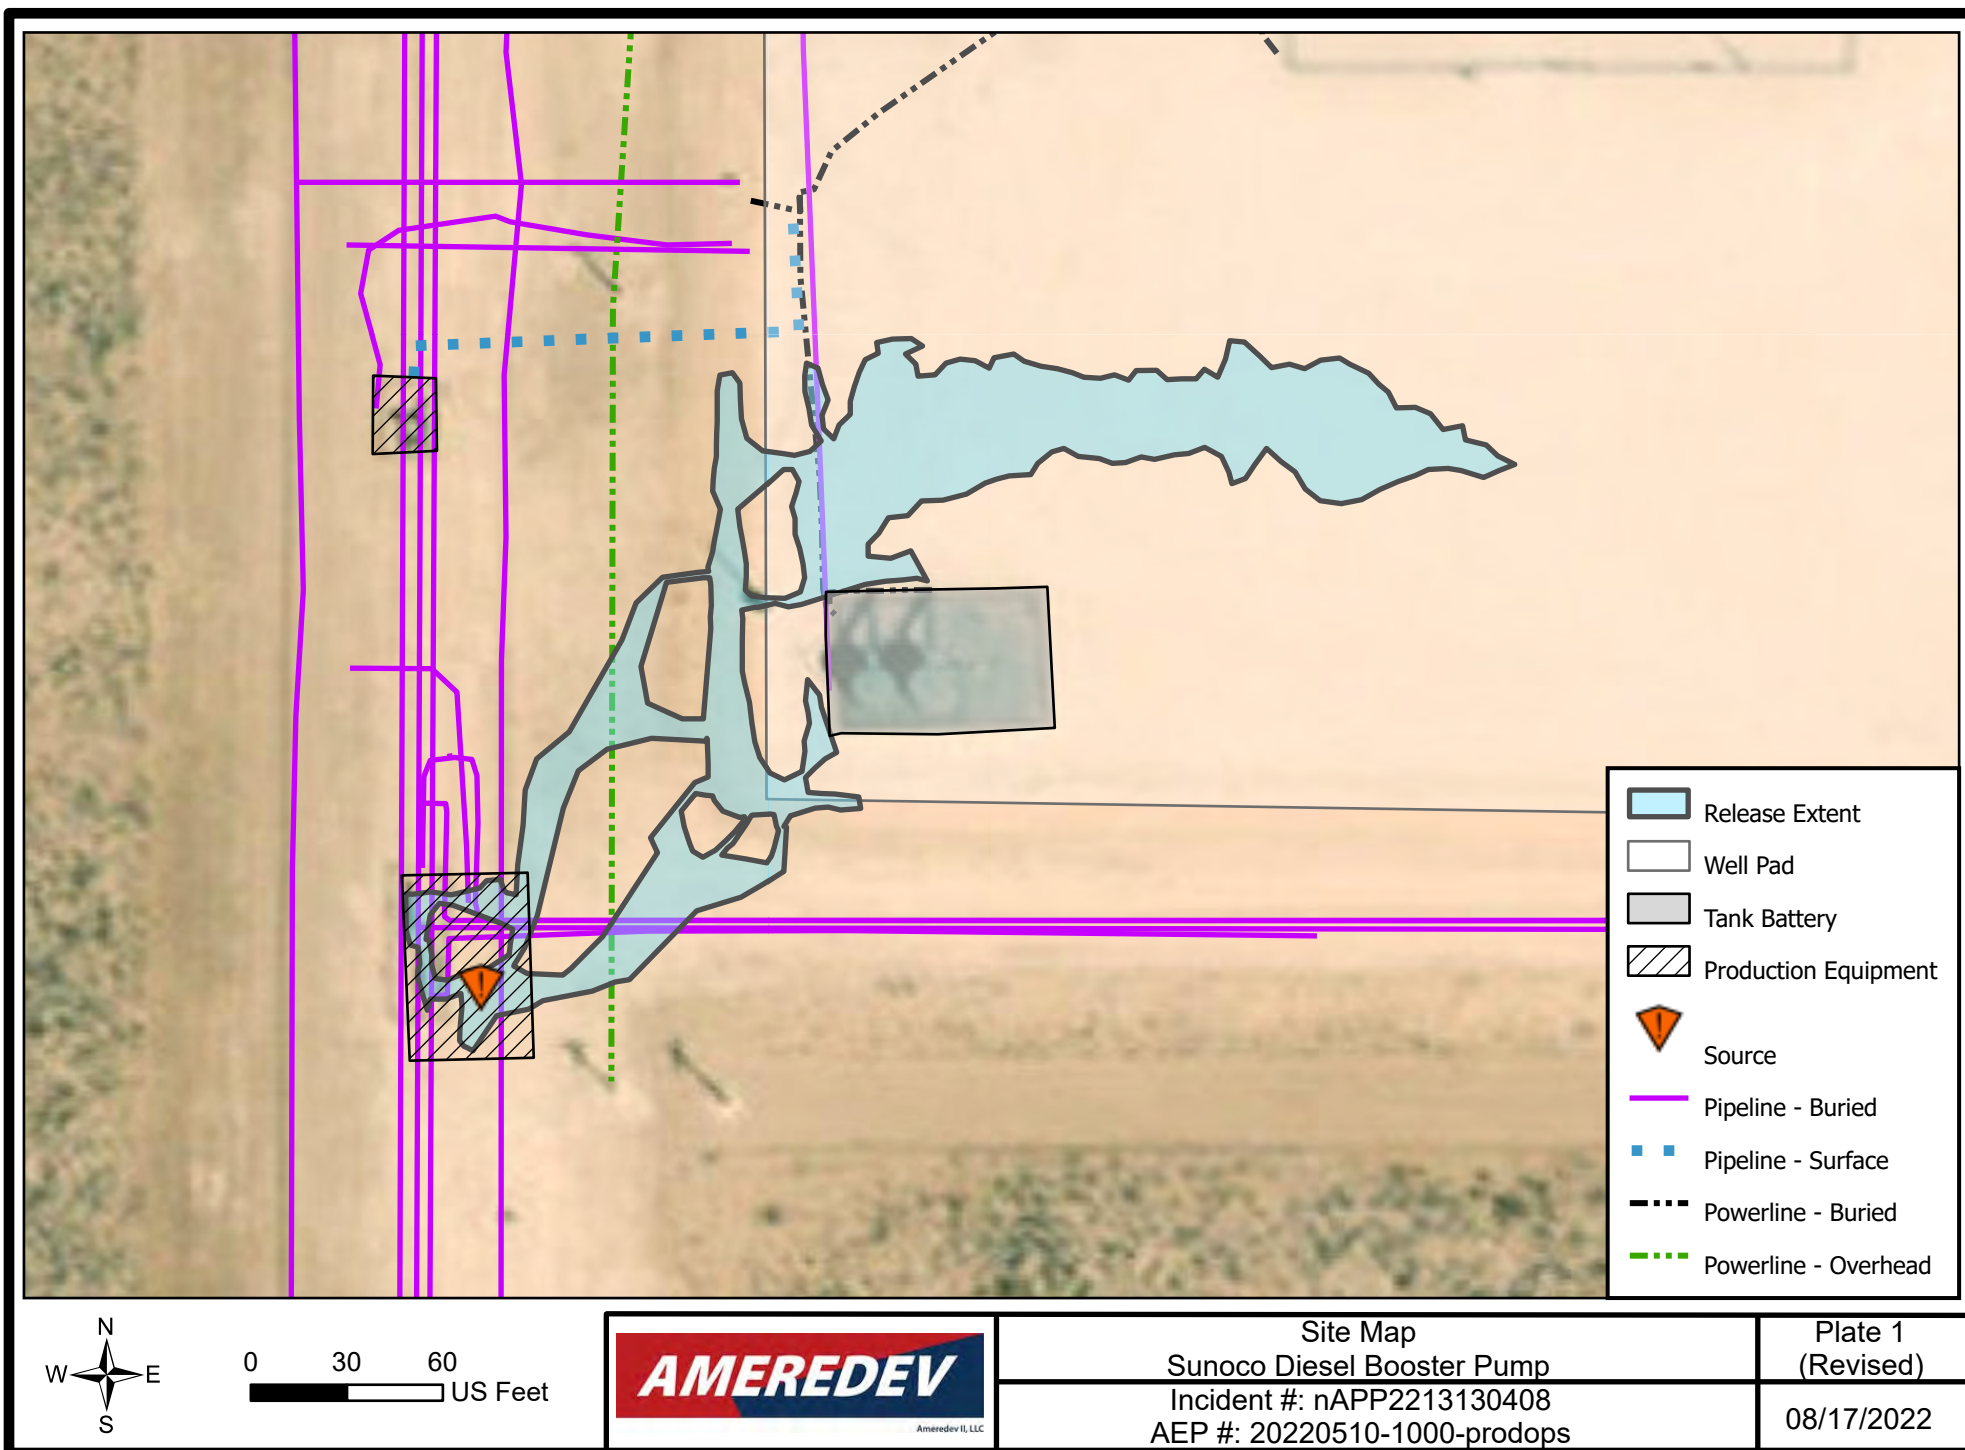 Release Extent
Well Pad
Tank Battery
Production Equipment
Source
Pipeline - Buried
Pipeline - Surface
Powerline - Buried
Powerline - Overhead
N
W E
S
0 30 60
US Feet
AMEREDEV
Ameredev II, LLC
Site Map
Sunoco Diesel Booster Pump
Incident #: nAPP2213130408
AEP #: 20220510-1000-prodops
Plate 1
(Revised)
08/17/2022